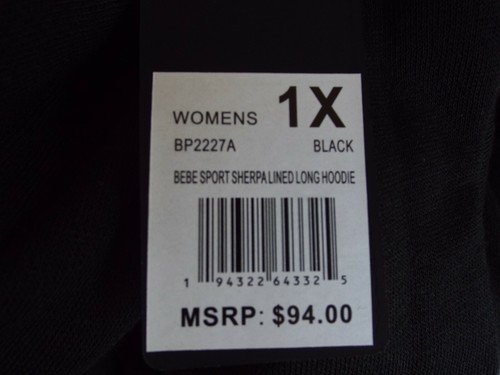 WOMENS 1X
BP2227A BLACK
BEBE SPORT SHERPA LINED LONG HOODIE
1 94322 64332 5
MSRP: $94.00